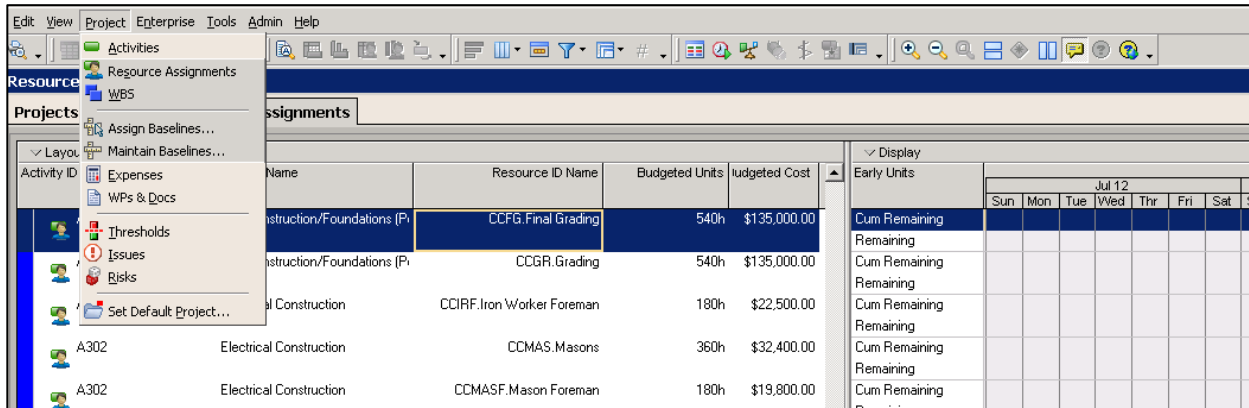 Edit View Project Enterprise Tools Admin Help
Activities
Resource Assignments
WBS
Assign Baselines...
Maintain Baselines...
Expenses
WPs & Docs
Thresholds
Issues
Risks
Set Default Project...
Resource
Projects ssignments
Layou Display
Activity ID Name Resource ID Name Budgeted Units udgeted Cost Early Units
Jul 12
Sun Mon Tue Wed Thr Fri Sat S
nstruction/Foundations (P CCFG.Final Grading 540h $135,000.00 Cum Remaining
Remaining
nstruction/Foundations (P CCGR.Grading 540h $135,000.00 Cum Remaining
Remaining
al Construction CCIRF.Iron Worker Foreman 180h $22,500.00 Cum Remaining
Remaining
A302 Electrical Construction CCMAS.Masons 360h $32,400.00 Cum Remaining
Remaining
A302 Electrical Construction CCMASF.Mason Foreman 180h $19,800.00 Cum Remaining